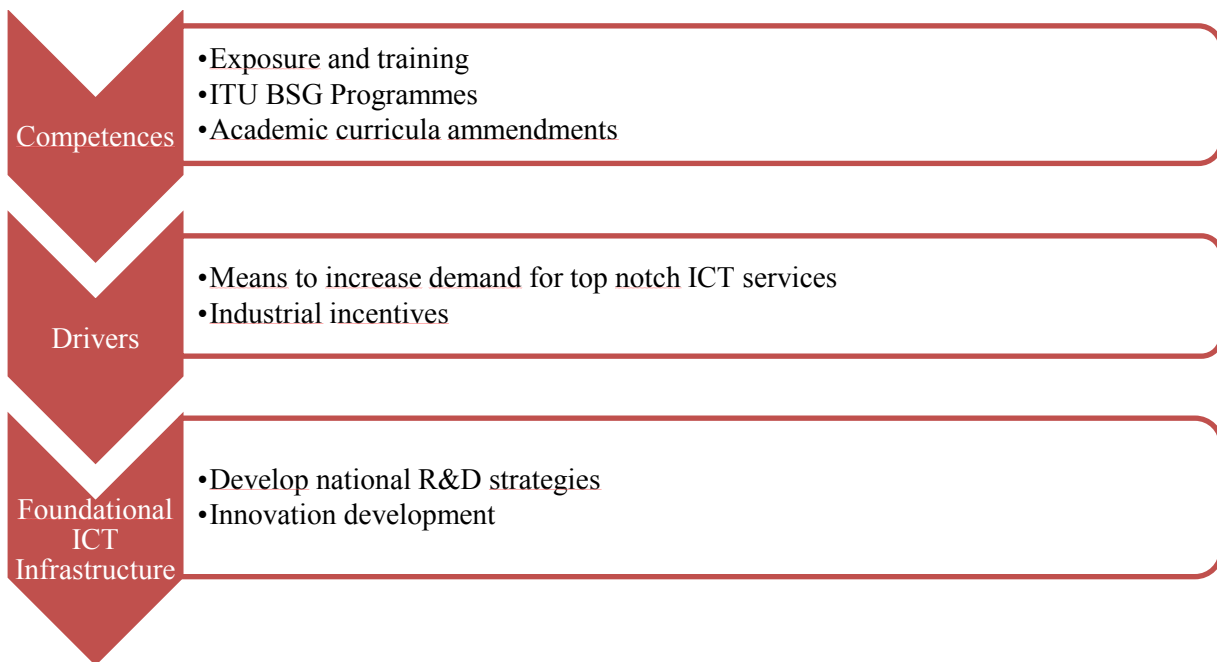 Competences
•Exposure and training
•ITU BSG Programmes
•Academic curricula ammendments
Drivers
•Means to increase demand for top notch ICT services
•Industrial incentives
Foundational
ICT
Infrastructure
•Develop national R&D strategies
•Innovation development